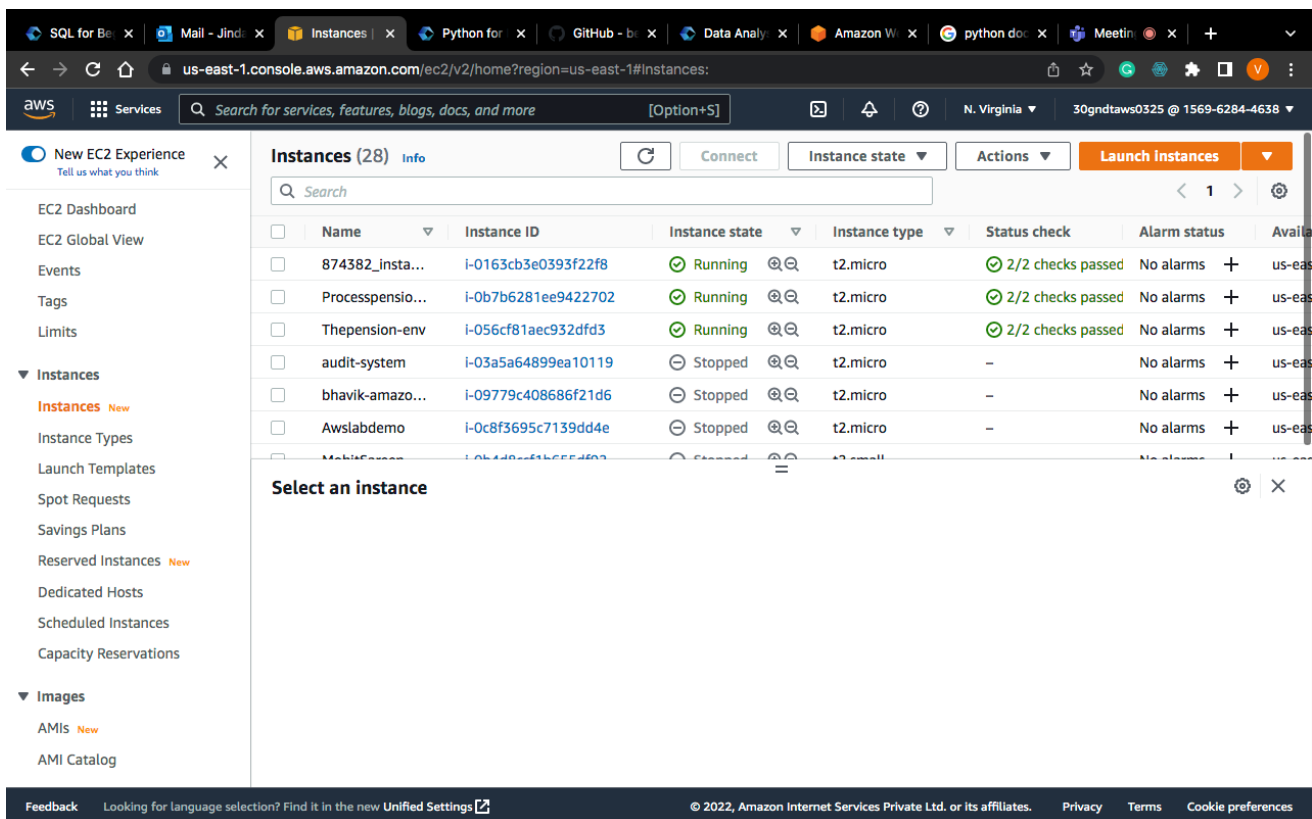 SQL for Be
Mail - Jinda
Instances |
Python for
GitHub - be
Data Analy
Amazon W
python doc
Meetin
us-east-1.console.aws.amazon.com/ec2/v2/home?region=us-east-1#Instances:
V
aws
Services
Search for services, features, blogs, docs, and more [Option+S]
N. Virginia
30gndtaws0325 @ 1569-6284-4638
New EC2 Experience
Tell us what you think
EC2 Dashboard
EC2 Global View
Events
Tags
Limits
Instances
Instances New
Instance Types
Launch Templates
Spot Requests
Savings Plans
Reserved Instances New
Dedicated Hosts
Scheduled Instances
Capacity Reservations
Images
AMIs New
AMI Catalog
Instances (28) Info
Connect
Instance state
Actions
Launch instances
Search
1
Name Instance ID Instance state Instance type Status check Alarm status Availa
874382_insta... i-0163cb3e0393f22f8 Running t2.micro 2/2 checks passed No alarms + us-eas
Processpensio... i-0b7b6281ee9422702 Running t2.micro 2/2 checks passed No alarms + us-eas
Thepension-env i-056cf81aec932dfd3 Running t2.micro 2/2 checks passed No alarms + us-eas
audit-system i-03a5a64899ea10119 Stopped t2.micro – No alarms + us-eas
bhavik-amazo... i-09779c408686f21d6 Stopped t2.micro – No alarms + us-eas
Awslabdemo i-0c8f3695c7139dd4e Stopped t2.micro – No alarms + us-eas
Stopped t2.small No alarms
Select an instance
Feedback Looking for language selection? Find it in the new Unified Settings
© 2022, Amazon Internet Services Private Ltd. or its affiliates. Privacy Terms Cookie preferences